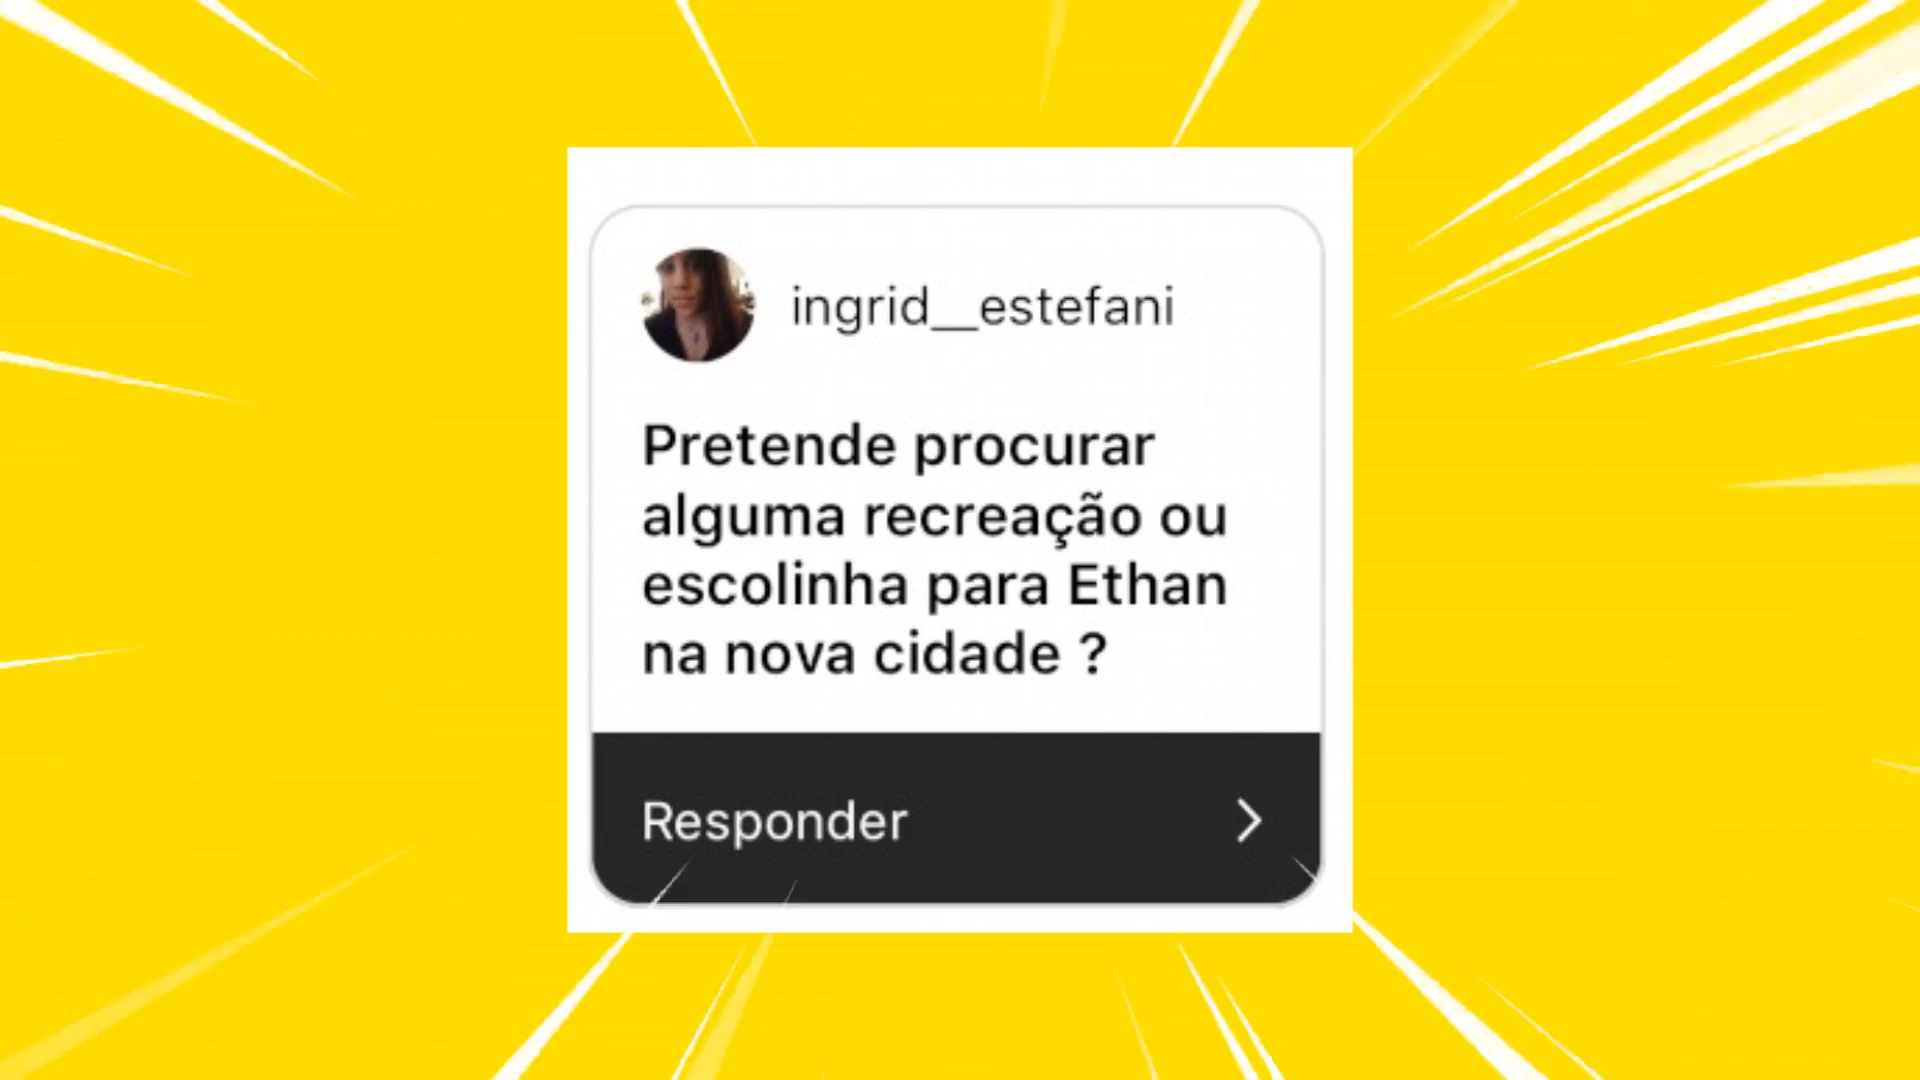 ingrid__estefani
Pretende procurar
alguma recreação ou
escolinha para Ethan
na nova cidade ?
Responder